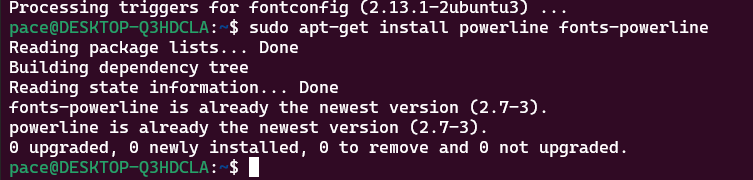 Processing triggers for fontconfig (2.13.1-2ubuntu3) ...
pace@DESKTOP-Q3HDCLA:~$ sudo apt-get install powerline fonts-powerline
Reading package lists... Done
Building dependency tree
Reading state information... Done
fonts-powerline is already the newest version (2.7-3).
powerline is already the newest version (2.7-3).
0 upgraded, 0 newly installed, 0 to remove and 0 not upgraded.
pace@DESKTOP-Q3HDCLA:~$